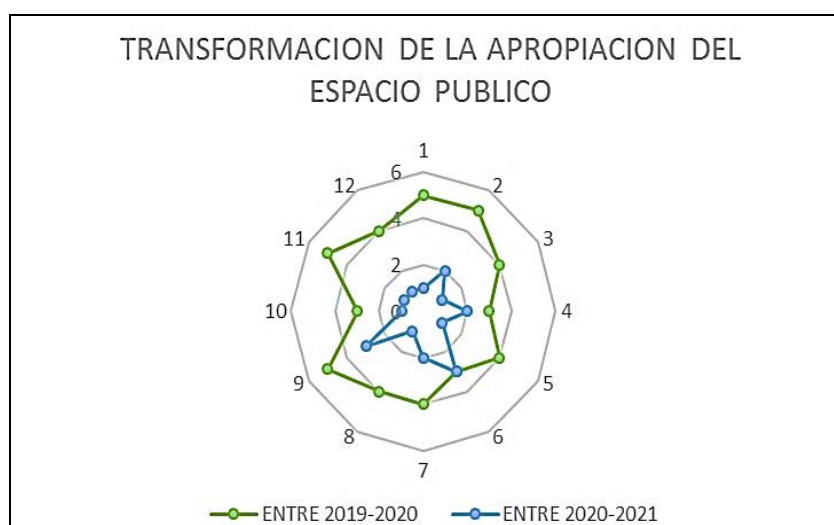 TRANSFORMACION DE LA APROPIACION DEL
ESPACIO PUBLICO
1
12 6 2
11 4 3
2
10 0 4
9 5
8 6
7
ENTRE 2019-2020 ENTRE 2020-2021